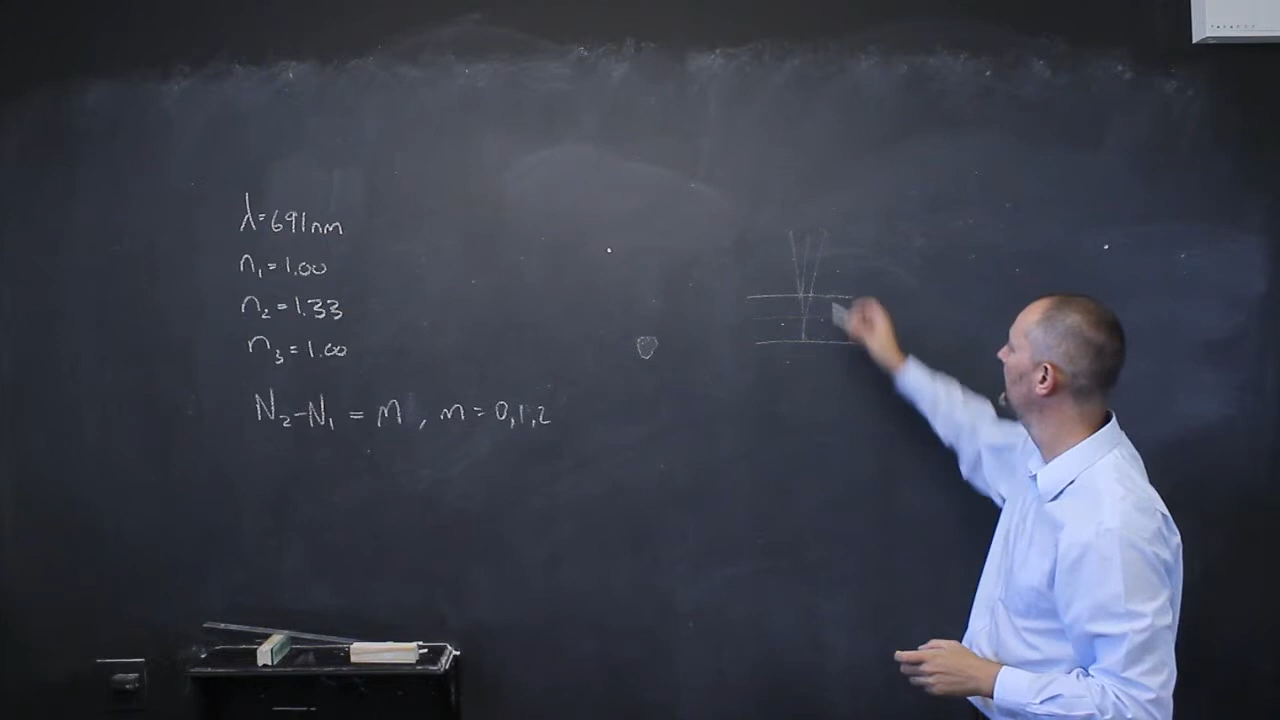 λ=691nm
n₁=1.00
n₂=1.33
n₃=1.00
N₂-N₁ = m , m=0,1,2